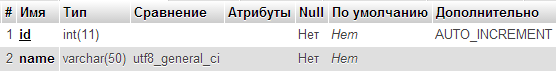 # Имя Тип Сравнение Атрибуты Null По умолчанию Дополнительно
1 id int(11) Нет Нет AUTO_INCREMENT
2 name varchar(50) utf8_general_ci Нет Нет